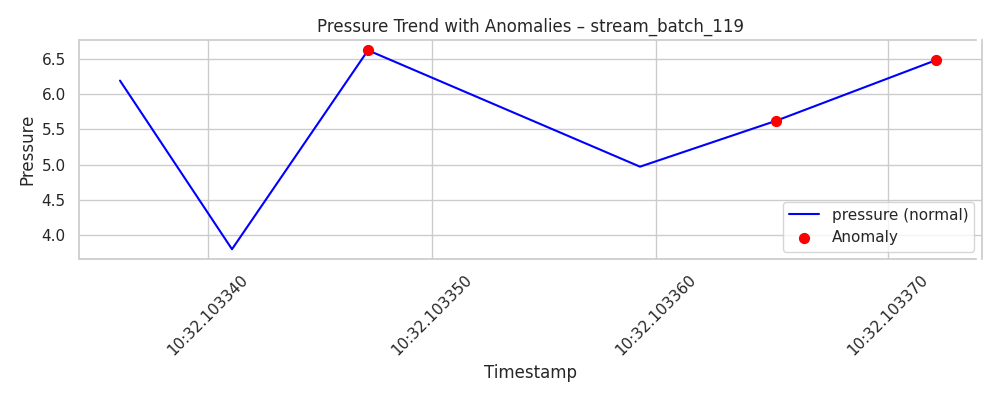 Pressure Trend with Anomalies – stream_batch_119
Pressure
6.5
6.0
5.5
5.0
4.5
4.0
pressure (normal)
Anomaly
10:32.103340
10:32.103350
10:32.103360
10:32.103370
Timestamp